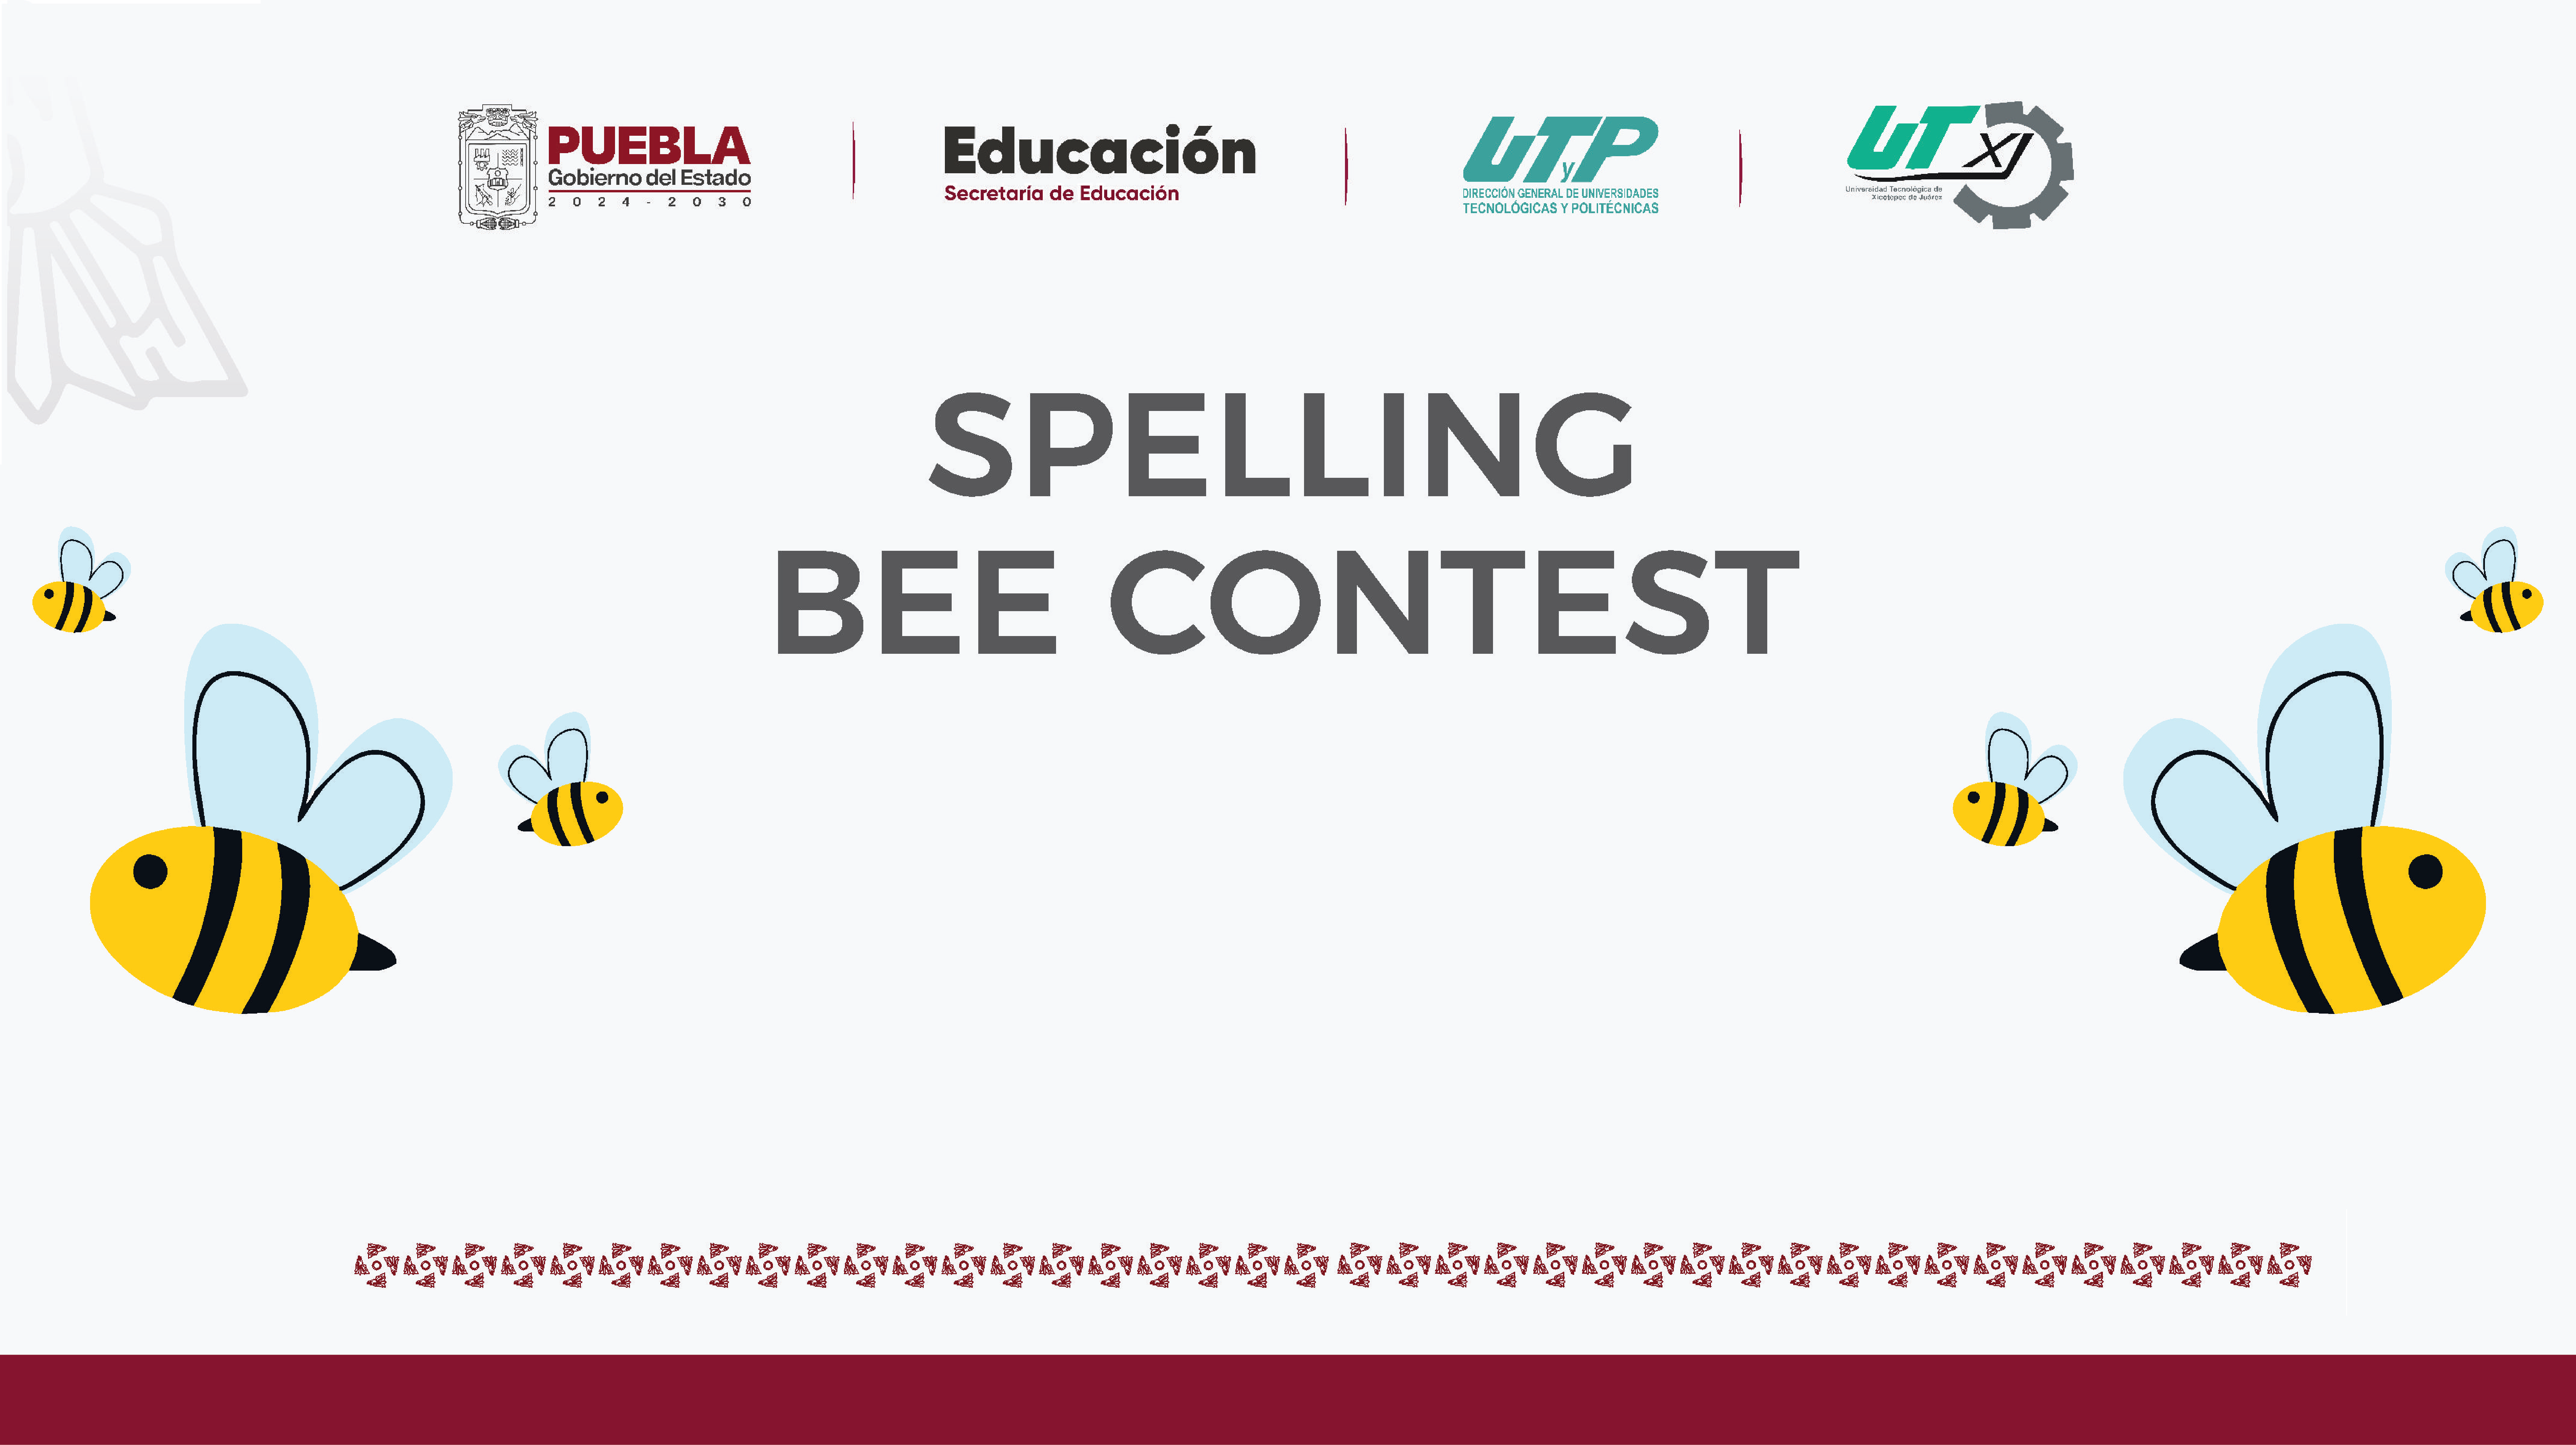 PUEBLA
Gobierno del Estado
2024-2030
Educación
Secretaría de Educación
UTyP
DIRECCIÓN GENERAL DE UNIVERSIDADES
TECNOLÓGICAS Y POLITÉCNICAS
UTXJ
Universidad Tecnológica de
Xicotepec de Juárez
SPELLING
BEE CONTEST